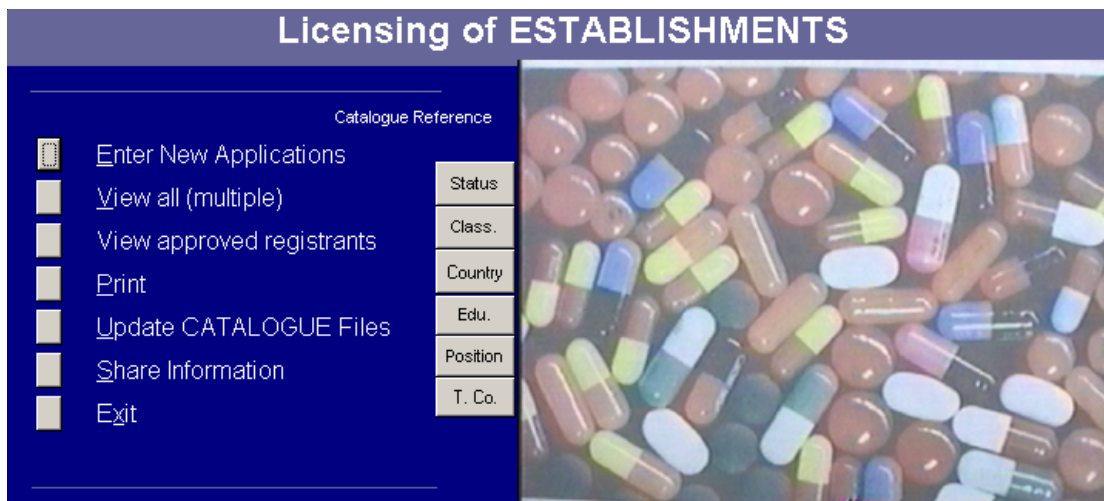 Licensing of ESTABLISHMENTS
Catalogue Reference
Enter New Applications
View all (multiple)
View approved registrants
Print
Update CATALOGUE Files
Share Information
Exit
Status
Class.
Country
Edu.
Position
T. Co.